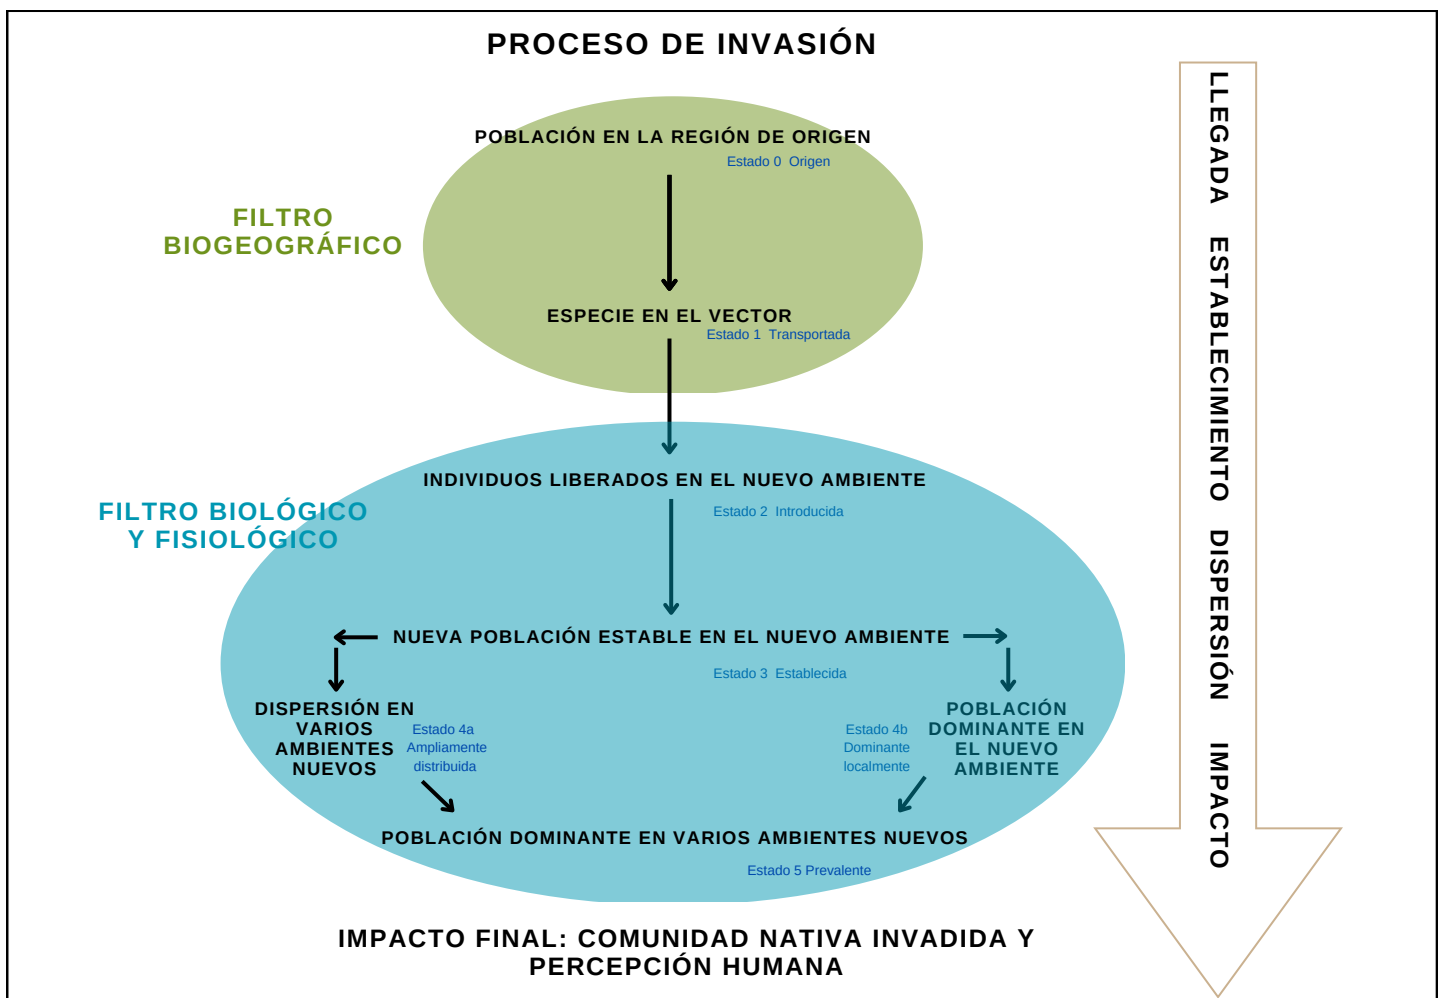 PROCESO DE INVASIÓN
POBLACIÓN EN LA REGIÓN DE ORIGEN
Estado 0 Origen
FILTRO
BIOGEOGRÁFICO
ESPECIE EN EL VECTOR
Estado 1 Transportada
INDIVIDUOS LIBERADOS EN EL NUEVO AMBIENTE
Estado 2 Introducida
FILTRO BIOLÓGICO
Y FISIOLÓGICO
NUEVA POBLACIÓN ESTABLE EN EL NUEVO AMBIENTE
Estado 3 Establecida
DISPERSIÓN EN
VARIOS
AMBIENTES
NUEVOS
Estado 4a
Ampliamente
distribuida
Estado 4b
Dominante
localmente
POBLACIÓN
DOMINANTE EN
EL NUEVO
AMBIENTE
POBLACIÓN DOMINANTE EN VARIOS AMBIENTES NUEVOS
Estado 5 Prevalente
IMPACTO FINAL: COMUNIDAD NATIVA INVADIDA Y
PERCEPCIÓN HUMANA
LLEGADA ESTABLECIMIENTO DISPERSIÓN IMPACTO